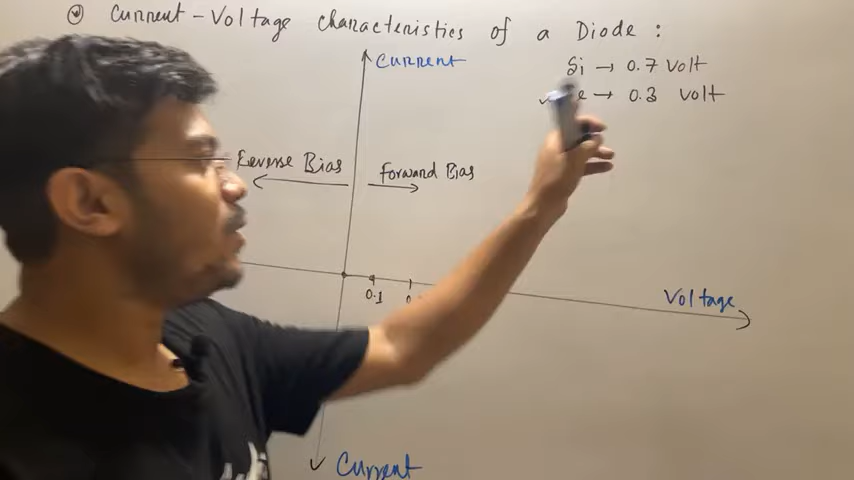 Current-Voltage characteristics of a Diode :
Current
Si → 0.7 Volt
→ 0.3 Volt
Reverse Bias
Forward Bias
0.1
Voltage
Current